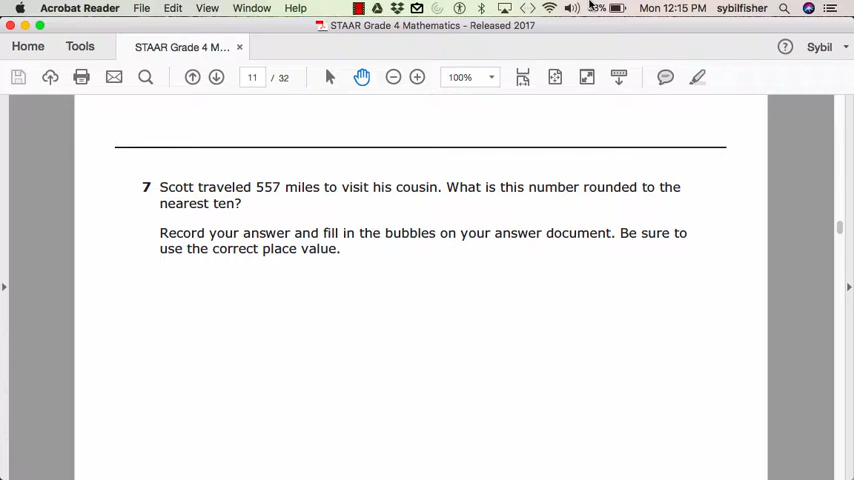 Acrobat Reader File Edit View Window Help Mon 12:15 PM sybilfisher
STAAR Grade 4 Mathematics - Released 2017
Home Tools STAAR Grade 4 M... × ? Sybil
11 / 32 100%
7 Scott traveled 557 miles to visit his cousin. What is this number rounded to the
nearest ten?
Record your answer and fill in the bubbles on your answer document. Be sure to
use the correct place value.